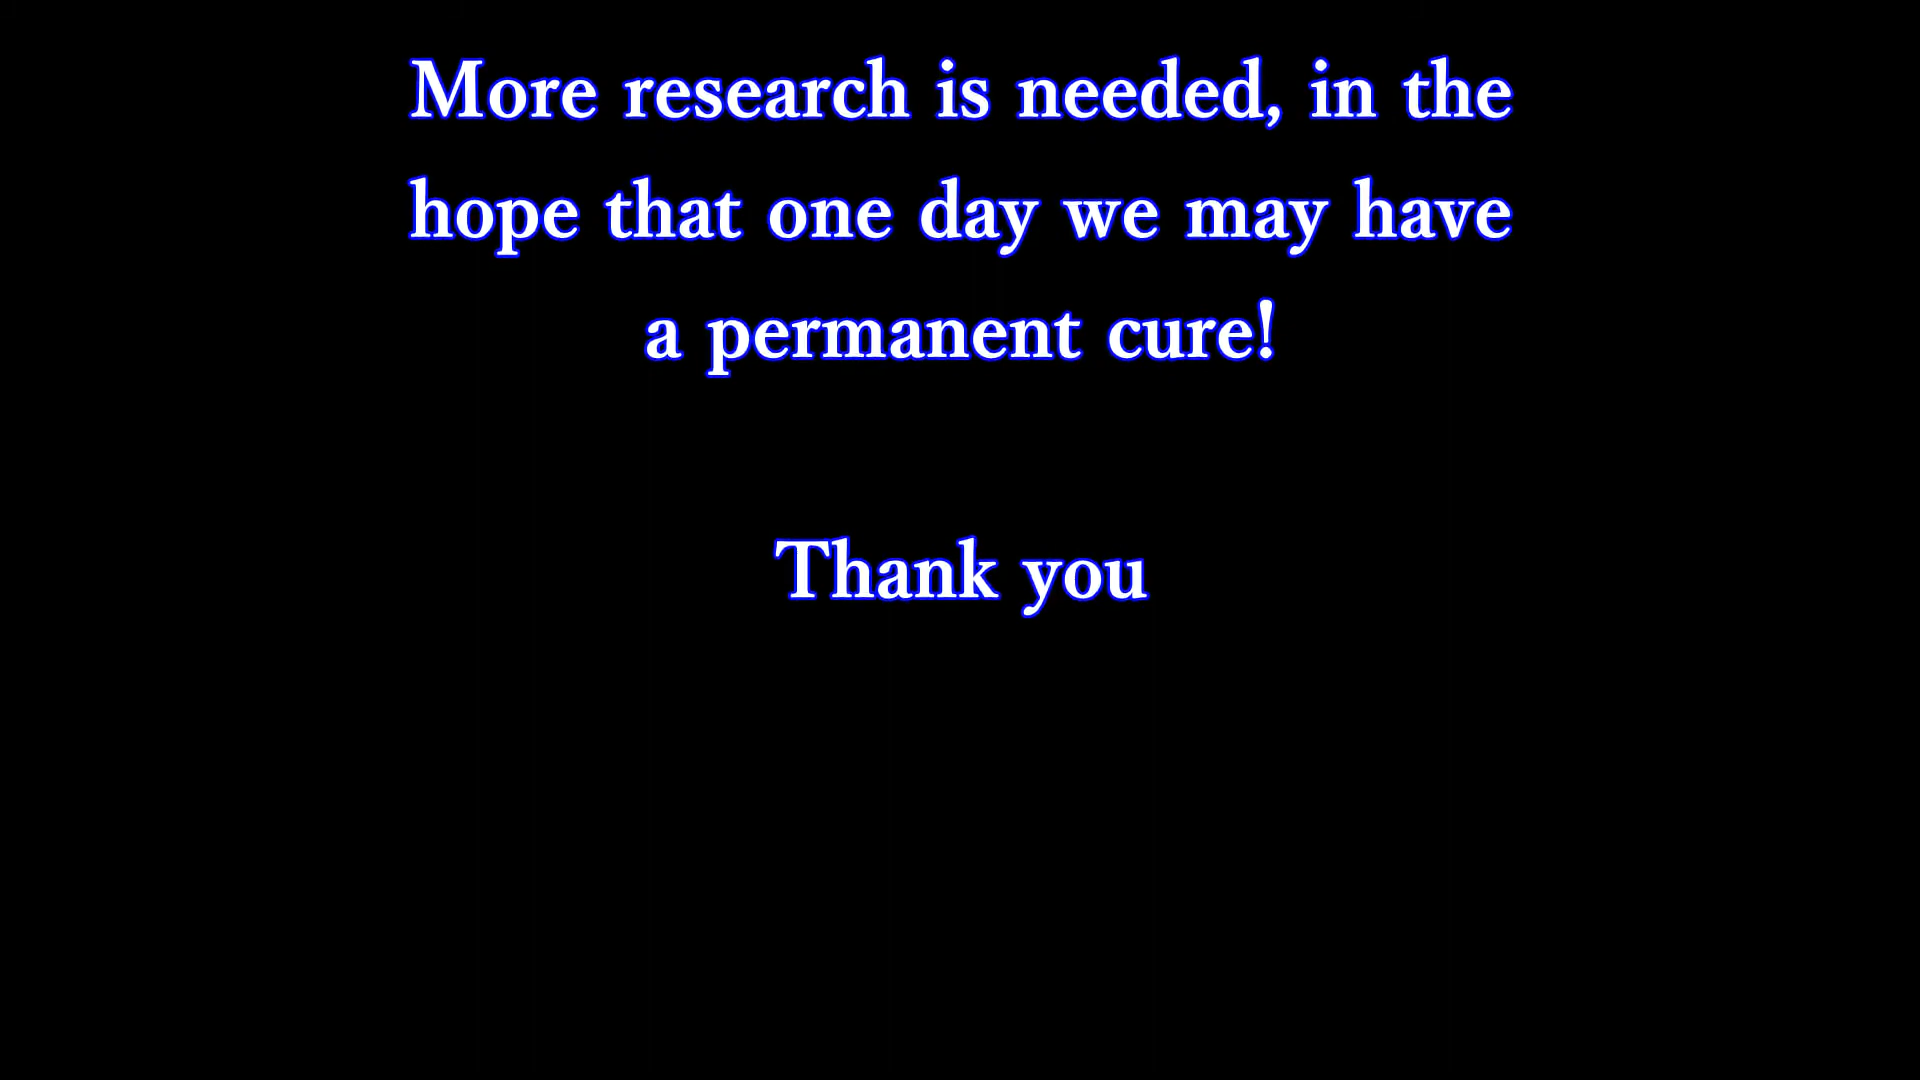 More research is needed, in the
hope that one day we may have
a permanent cure!
Thank you